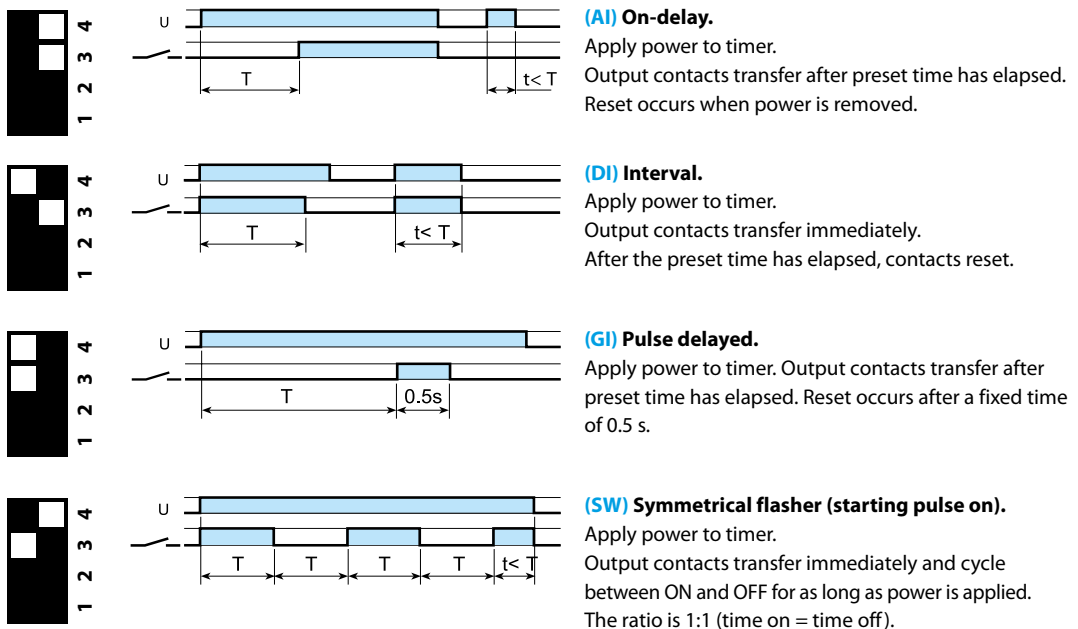 4
3
2
1
U
T
t< T
(AI) On-delay.
Apply power to timer.
Output contacts transfer after preset time has elapsed.
Reset occurs when power is removed.
4
3
2
1
U
T
t< T
(DI) Interval.
Apply power to timer.
Output contacts transfer immediately.
After the preset time has elapsed, contacts reset.
4
3
2
1
U
T
0.5s
(GI) Pulse delayed.
Apply power to timer. Output contacts transfer after
preset time has elapsed. Reset occurs after a fixed time
of 0.5 s.
4
3
2
1
U
T T T T t< T
(SW) Symmetrical flasher (starting pulse on).
Apply power to timer.
Output contacts transfer immediately and cycle
between ON and OFF for as long as power is applied.
The ratio is 1:1 (time on = time off).